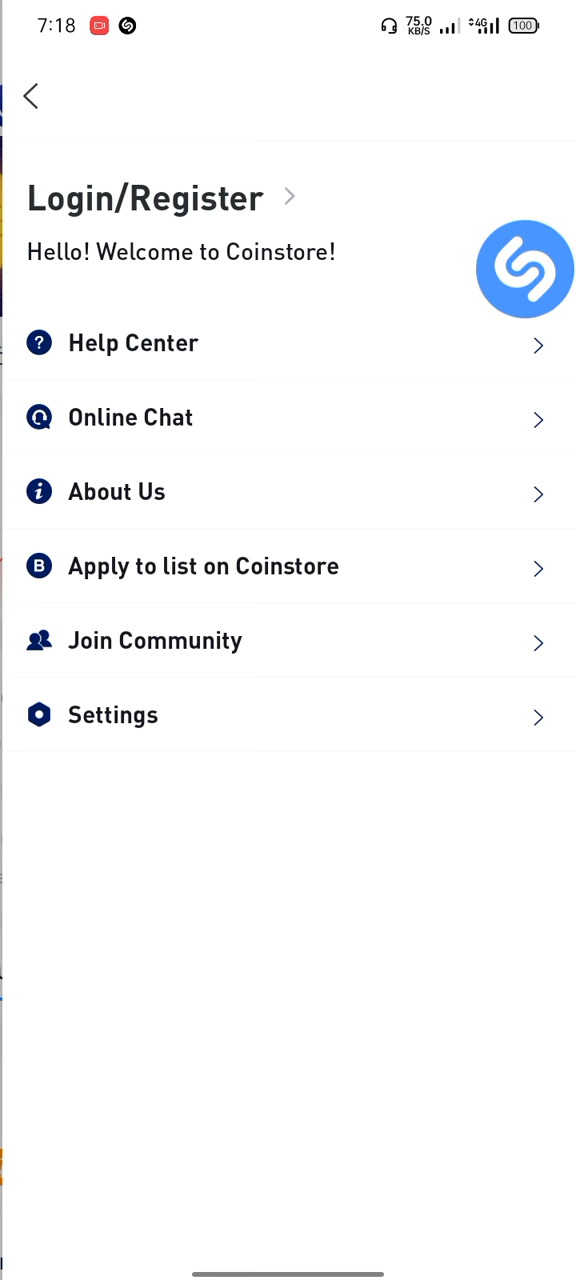 7:18 75.0 KB/S 4G 100
Login/Register
Hello! Welcome to Coinstore!
? Help Center
Online Chat
i About Us
B Apply to list on Coinstore
Join Community
Settings